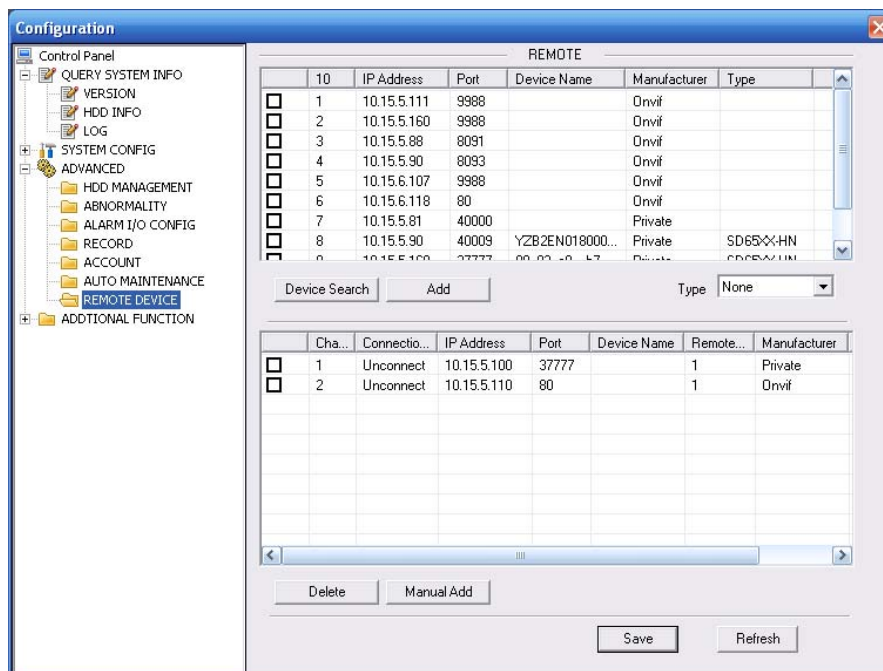 Configuration
Control Panel
QUERY SYSTEM INFO
VERSION
HDD INFO
LOG
SYSTEM CONFIG
ADVANCED
HDD MANAGEMENT
ABNORMALITY
ALARM I/O CONFIG
RECORD
ACCOUNT
AUTO MAINTENANCE
REMOTE DEVICE
ADDTIONAL FUNCTION
REMOTE
10 IP Address Port Device Name Manufacturer Type
1 10.15.5.111 9988 Onvif
2 10.15.5.160 9988 Onvif
3 10.15.5.88 8091 Onvif
4 10.15.5.90 8093 Onvif
5 10.15.6.107 9988 Onvif
6 10.15.6.118 80 Onvif
7 10.15.5.81 40000 Private
8 10.15.5.90 40009 YZB2EN018000... Private SD65XX-HN
Device Search Add Type None
Cha... Connectio... IP Address Port Device Name Remote... Manufacturer
1 Unconnect 10.15.5.100 37777 1 Private
2 Unconnect 10.15.5.110 80 1 Onvif
Delete Manual Add
Save Refresh